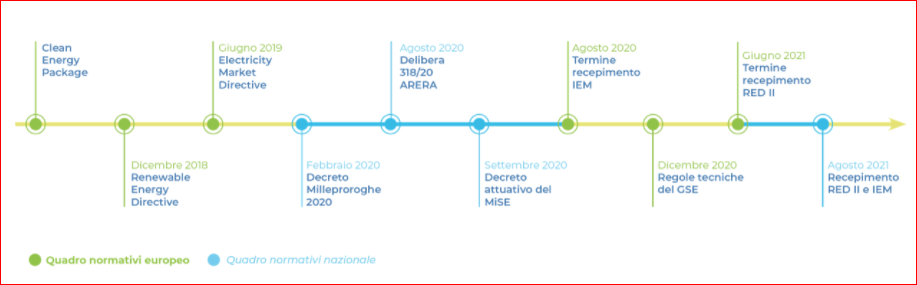 Clean
Energy
Package
Giugno 2019
Electricity
Market
Directive
Agosto 2020
Delibera
318/20
ARERA
Agosto 2020
Termine
recepimento
IEM
Giugno 2021
Termine
recepimento
RED II
Dicembre 2018
Renewable
Energy
Directive
Febbraio 2020
Decreto
Milleproroghe
2020
Settembre 2020
Decreto
attuativo del
MiSE
Dicembre 2020
Regole tecniche
del GSE
Agosto 2021
Recepimento
RED II e IEM
Quadro normativi europeo
Quadro normativi nazionale